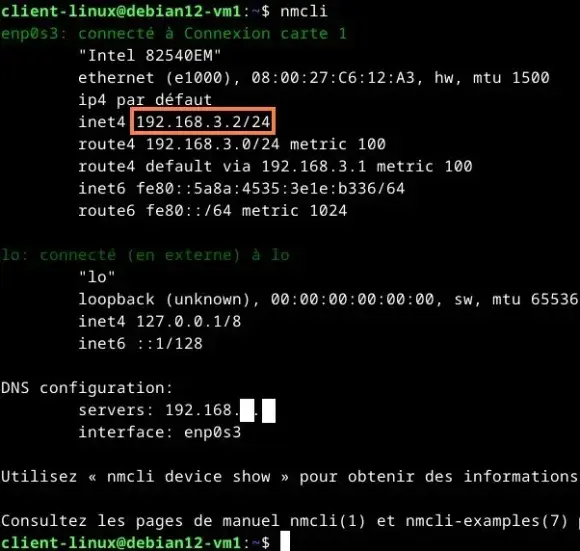 client-linux@debian12-vm1:~$ nmcli
enp0s3: connecté à Connexion carte 1
"Intel 82540EM"
ethernet (e1000), 08:00:27:C6:12:A3, hw, mtu 1500
ip4 par défaut
inet4 192.168.3.2/24
route4 192.168.3.0/24 metric 100
route4 default via 192.168.3.1 metric 100
inet6 fe80::5a8a:4535:3e1e:b336/64
route6 fe80::/64 metric 1024
lo: connecté (en externe) à lo
"lo"
loopback (unknown), 00:00:00:00:00:00, sw, mtu 65536
inet4 127.0.0.1/8
inet6 ::1/128
DNS configuration:
servers: 192.168. .
interface: enp0s3
Utilisez « nmcli device show » pour obtenir des informations
Consultez les pages de manuel nmcli(1) et nmcli-examples(7)
client-linux@debian12-vm1:~$